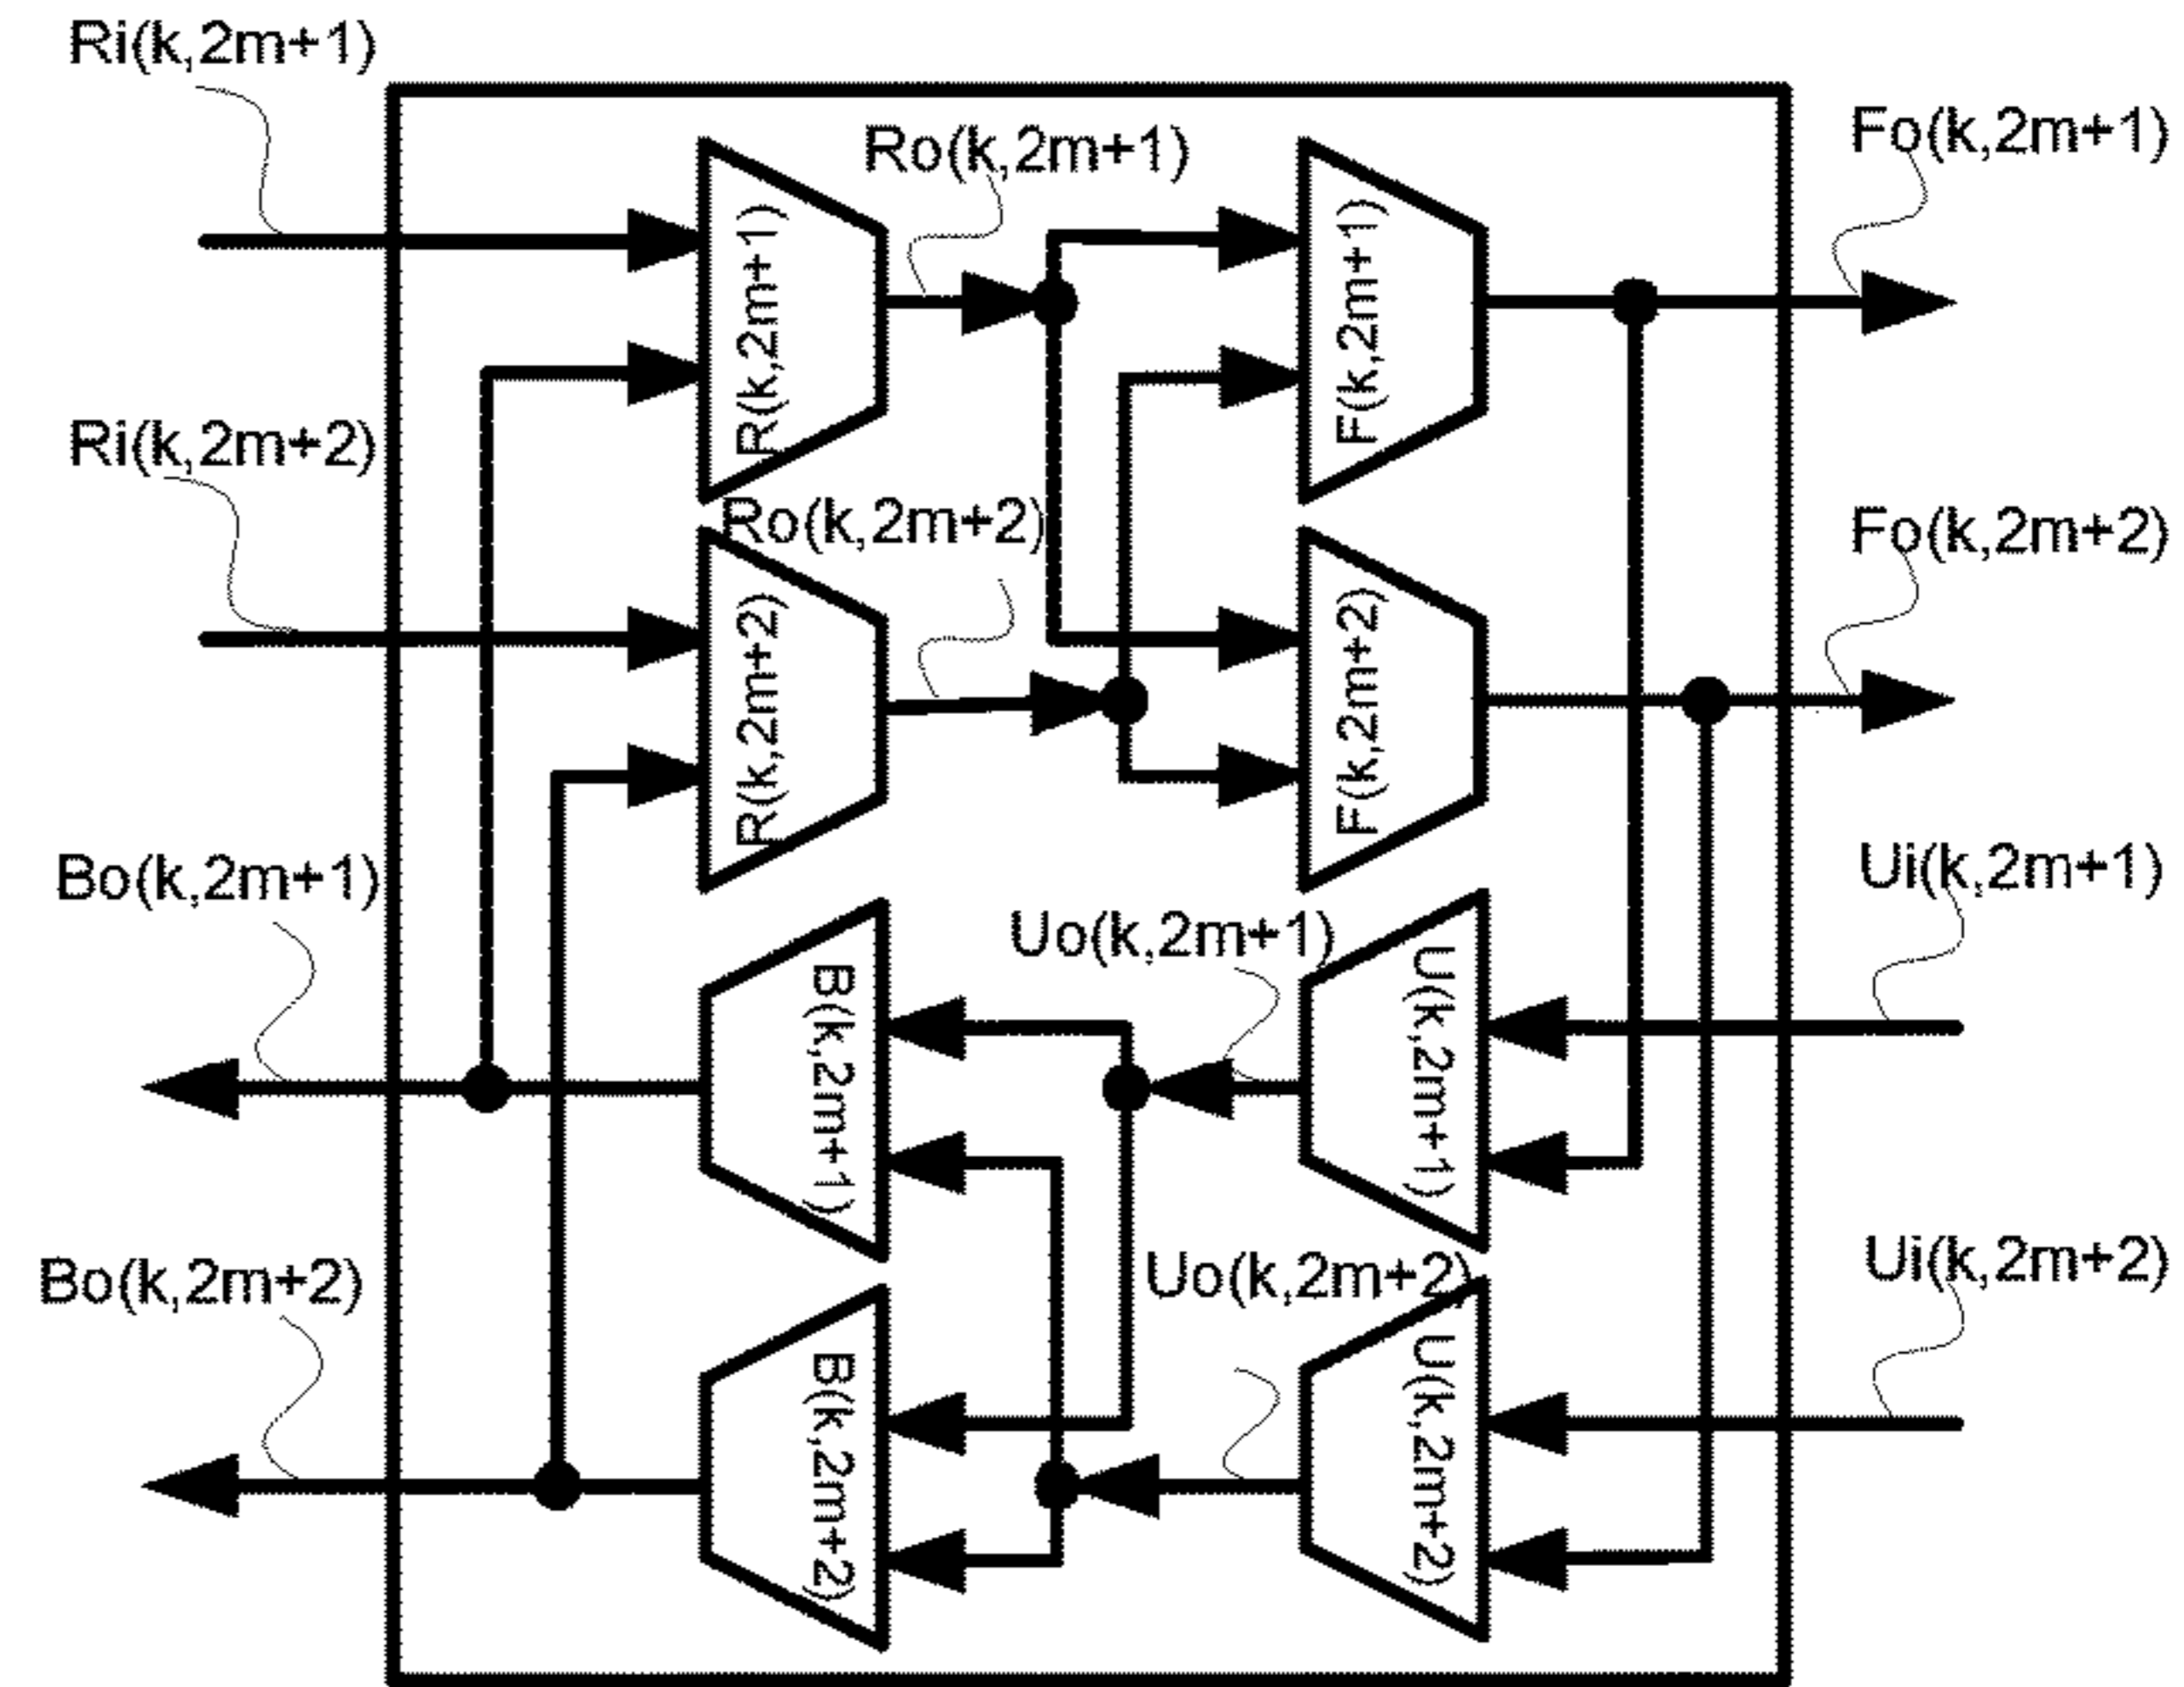 Ri(k,2m+1)
Fo(k,2m+1)
Ro(k,2m+1)
R(k,2m+1)
F(k,2m+1)
Ri(k,2m+2)
Ro(k,2m+2)
Fo(k,2m+2)
R(k,2m+2)
F(k,2m+2)
Bo(k,2m+1)
Uo(k,2m+1)
Ui(k,2m+1)
B(k,2m+1)
U(k,2m+1)
Bo(k,2m+2)
Uo(k,2m+2)
Ui(k,2m+2)
B(k,2m+2)
U(k,2m+2)